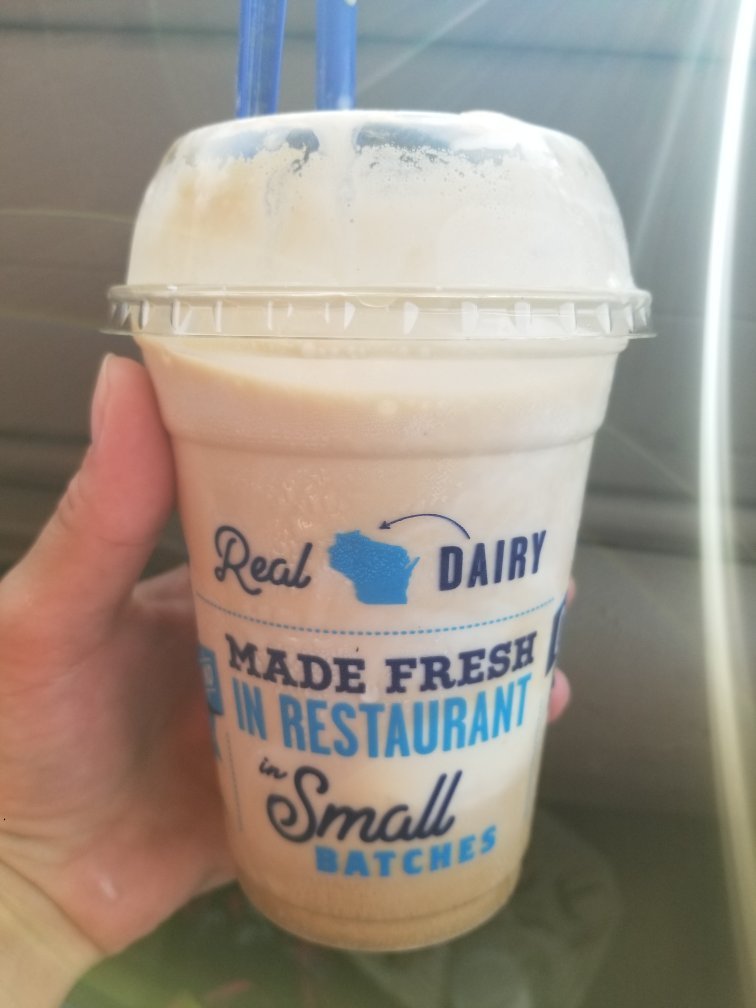 Real DAIRY
MADE FRESH
IN RESTAURANT
in Small
BATCHES